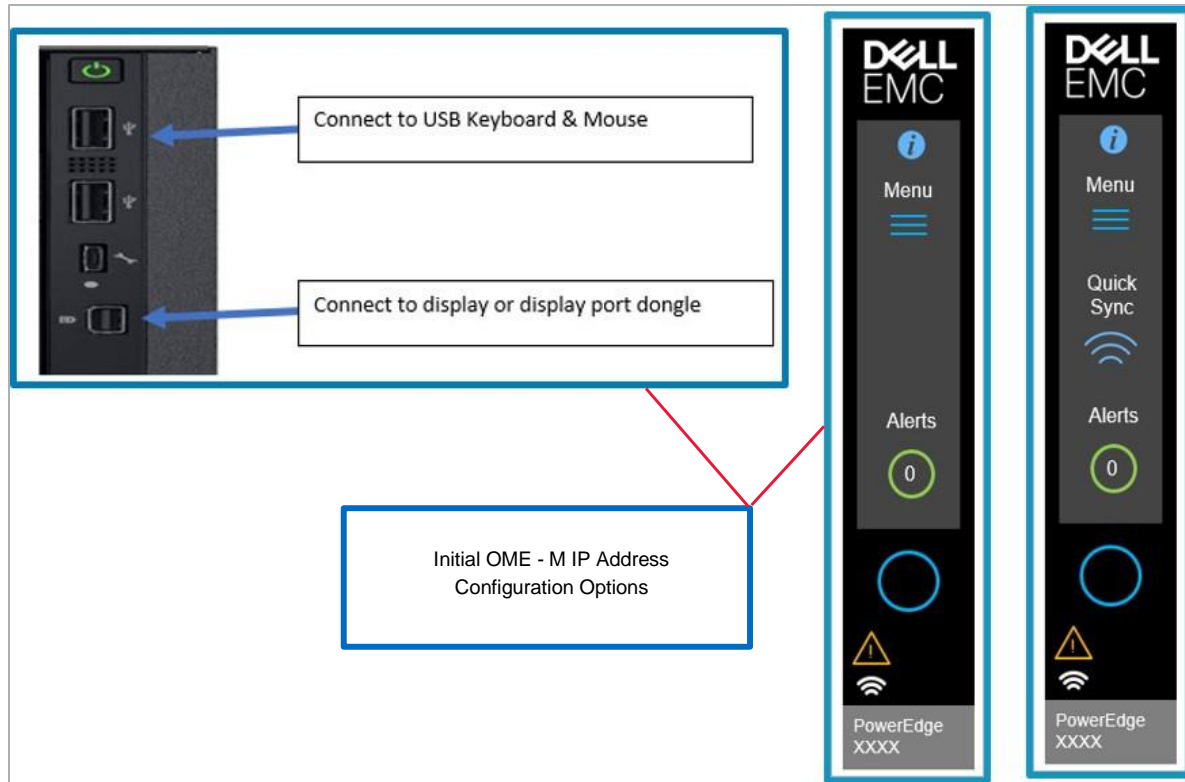 Connect to USB Keyboard & Mouse
Connect to display or display port dongle
Initial OME - M IP Address
Configuration Options
DELL
EMC
i
Menu
Alerts
0
!
PowerEdge
XXXX
DELL
EMC
i
Menu
Quick
Sync
Alerts
0
!
PowerEdge
XXXX